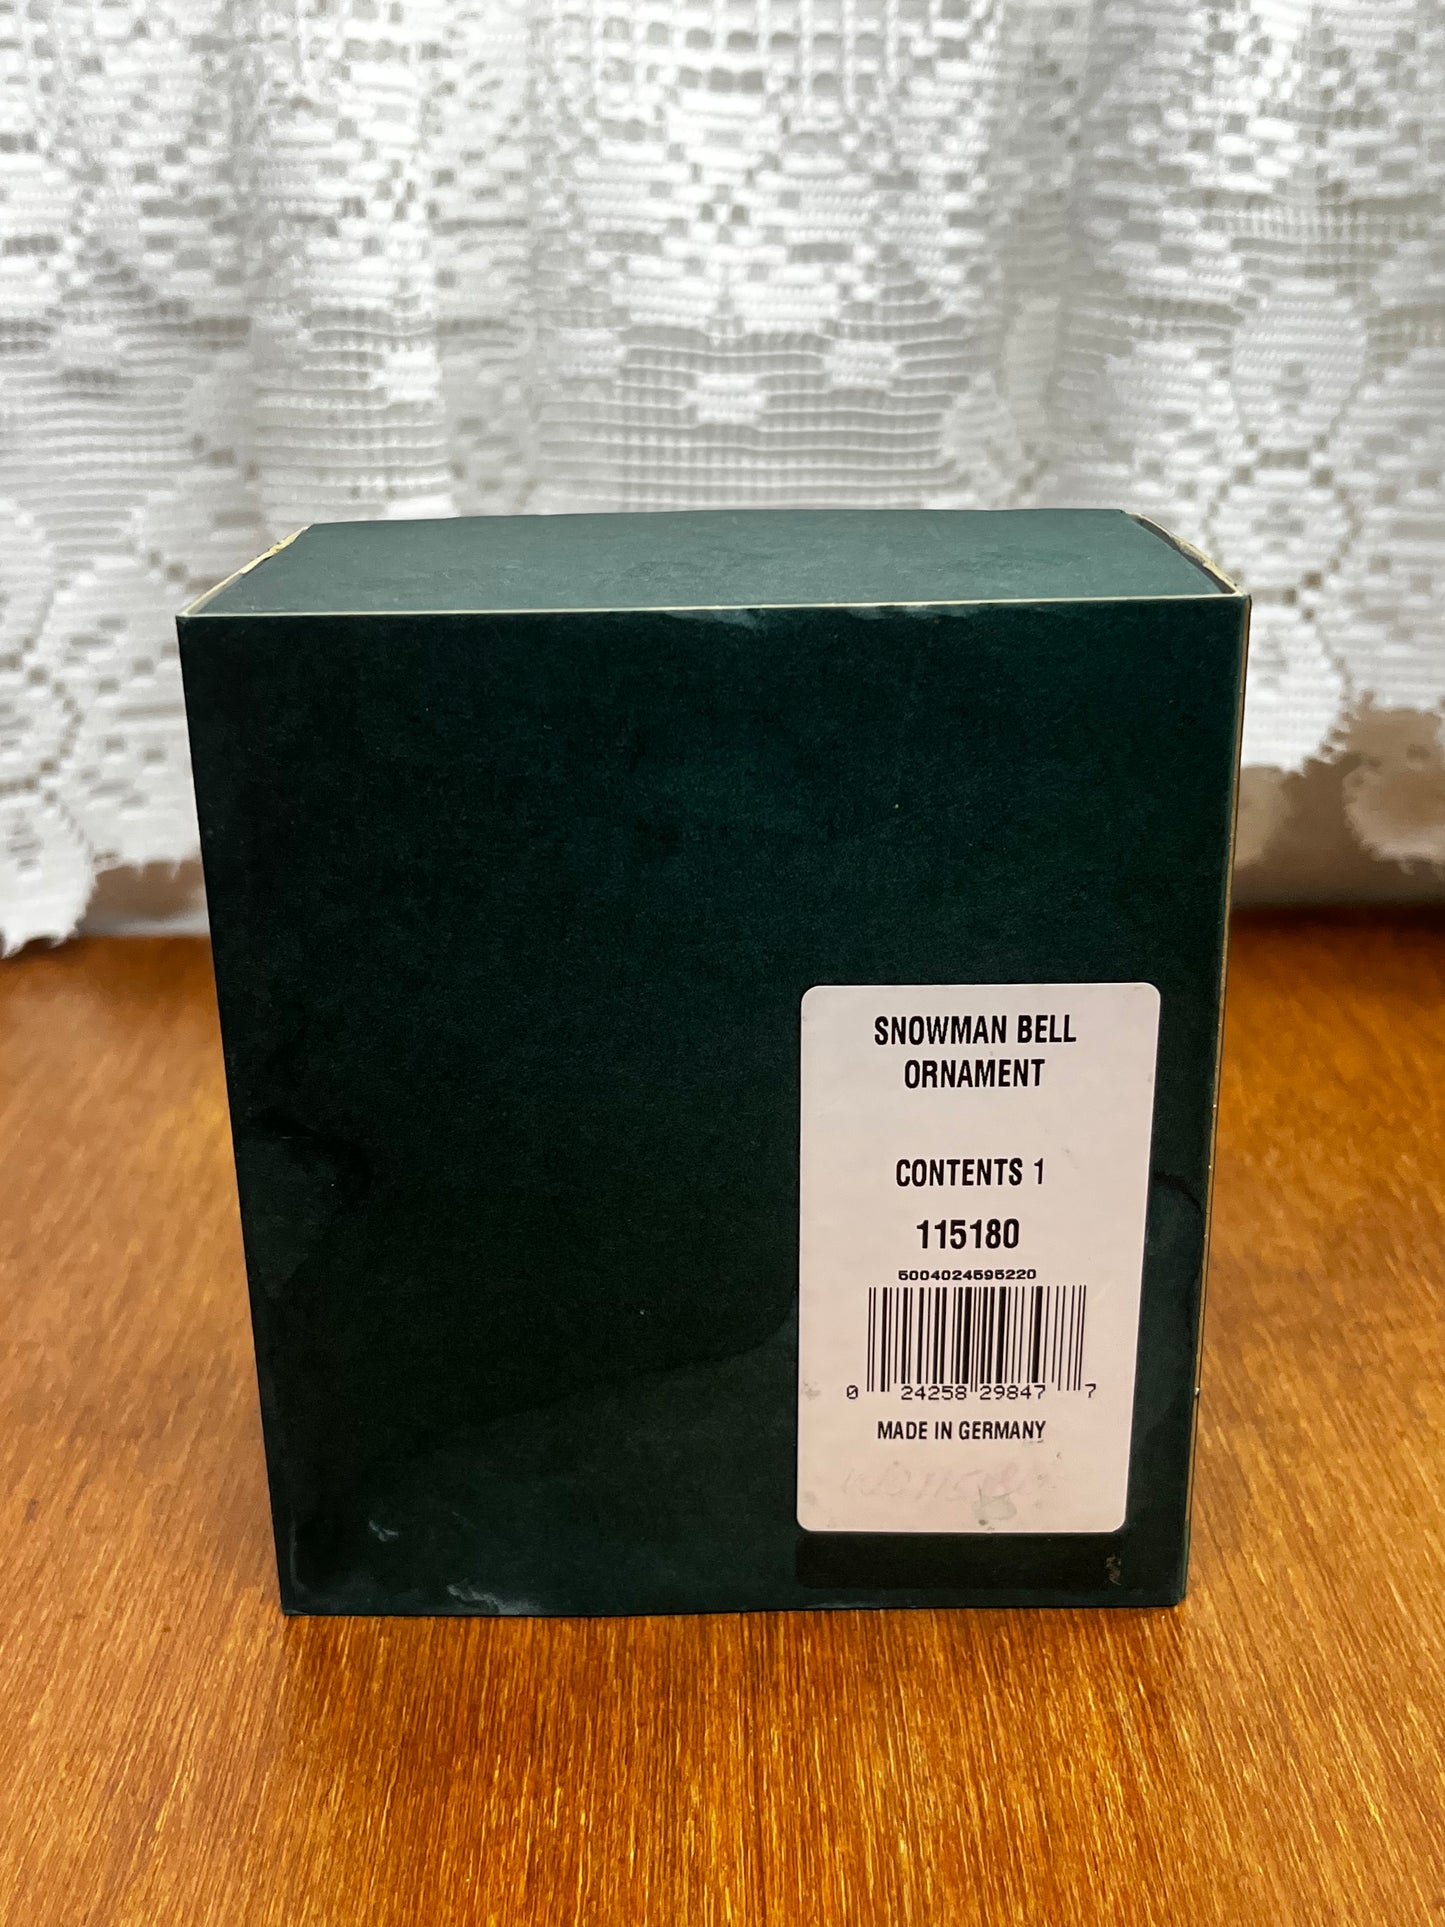 SNOWMAN BELL
ORNAMENT
CONTENTS 1
115180
5004024595220
0 24258 29847 7
MADE IN GERMANY